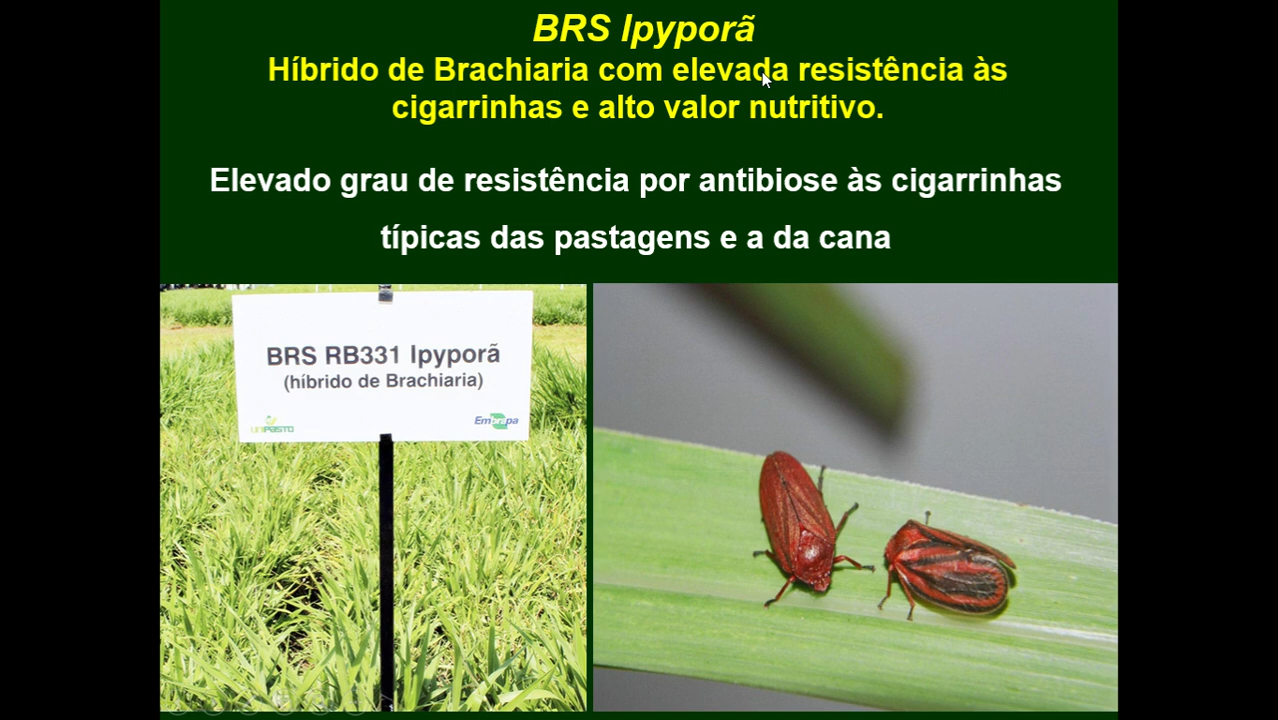 BRS Ipyporã
Híbrido de Brachiaria com elevada resistência às
cigarrinhas e alto valor nutritivo.
Elevado grau de resistência por antibiose às cigarrinhas
típicas das pastagens e a da cana
BRS RB331 Ipyporã
(híbrido de Brachiaria)
UNIPASTO
Embrapa